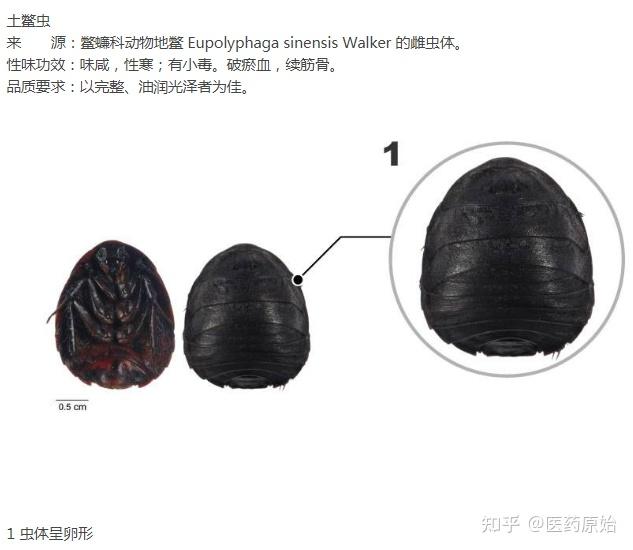 土鳖虫
来　　源：鳖蠊科动物地鳖 Eupolyphaga sinensis Walker 的雌虫体。
性味功效：味咸，性寒；有小毒。破瘀血，续筋骨。
品质要求：以完整、油润光泽者为佳。
1
0.5 cm
1 虫体呈卵形
知乎 @医药原始